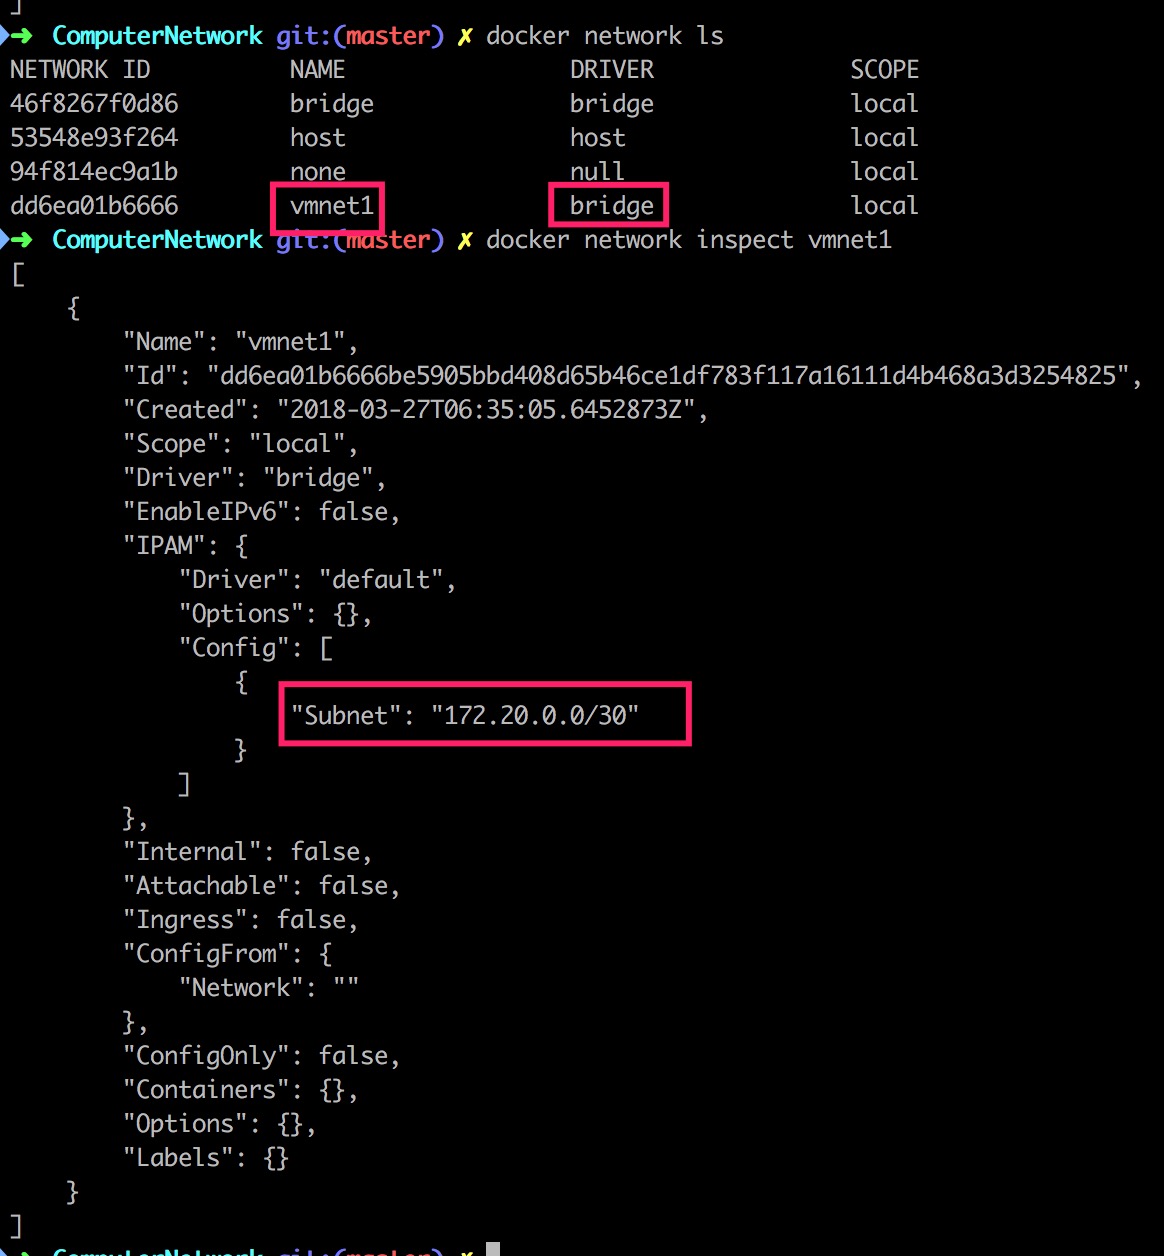 ]
➜ ComputerNetwork git:(master) ✗ docker network ls
NETWORK ID NAME DRIVER SCOPE
46f8267f0d86 bridge bridge local
53548e93f264 host host local
94f814ec9a1b none null local
dd6ea01b6666 vmnet1 bridge local
➜ ComputerNetwork git:(master) ✗ docker network inspect vmnet1
[
    {
        "Name": "vmnet1",
        "Id": "dd6ea01b6666be5905bbd408d65b46ce1df783f117a16111d4b468a3d3254825",
        "Created": "2018-03-27T06:35:05.6452873Z",
        "Scope": "local",
        "Driver": "bridge",
        "EnableIPv6": false,
        "IPAM": {
            "Driver": "default",
            "Options": {},
            "Config": [
                {
                    "Subnet": "172.20.0.0/30"
                }
            ]
        },
        "Internal": false,
        "Attachable": false,
        "Ingress": false,
        "ConfigFrom": {
            "Network": ""
        },
        "ConfigOnly": false,
        "Containers": {},
        "Options": {},
        "Labels": {}
    }
]
➜ ComputerNetwork git:(master) ✗